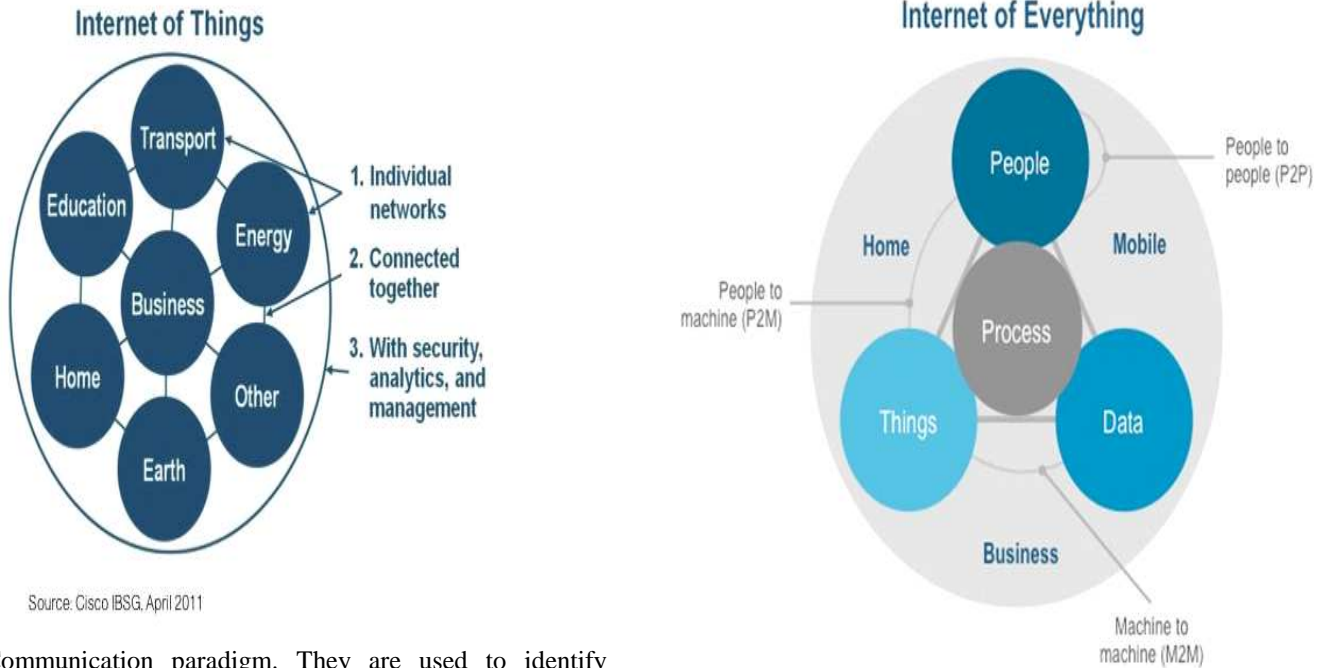 Internet of Things
Transport
Education
Energy
Business
Home
Other
Earth
1. Individual
networks
2. Connected
together
3. With security,
analytics, and
management
Source: Cisco IBSG, April 2011
Communication paradigm. They are used to identify
Internet of Everything
People
People to
people (P2P)
Home
Mobile
People to
machine (P2M)
Process
Things
Data
Business
Machine to
machine (M2M)